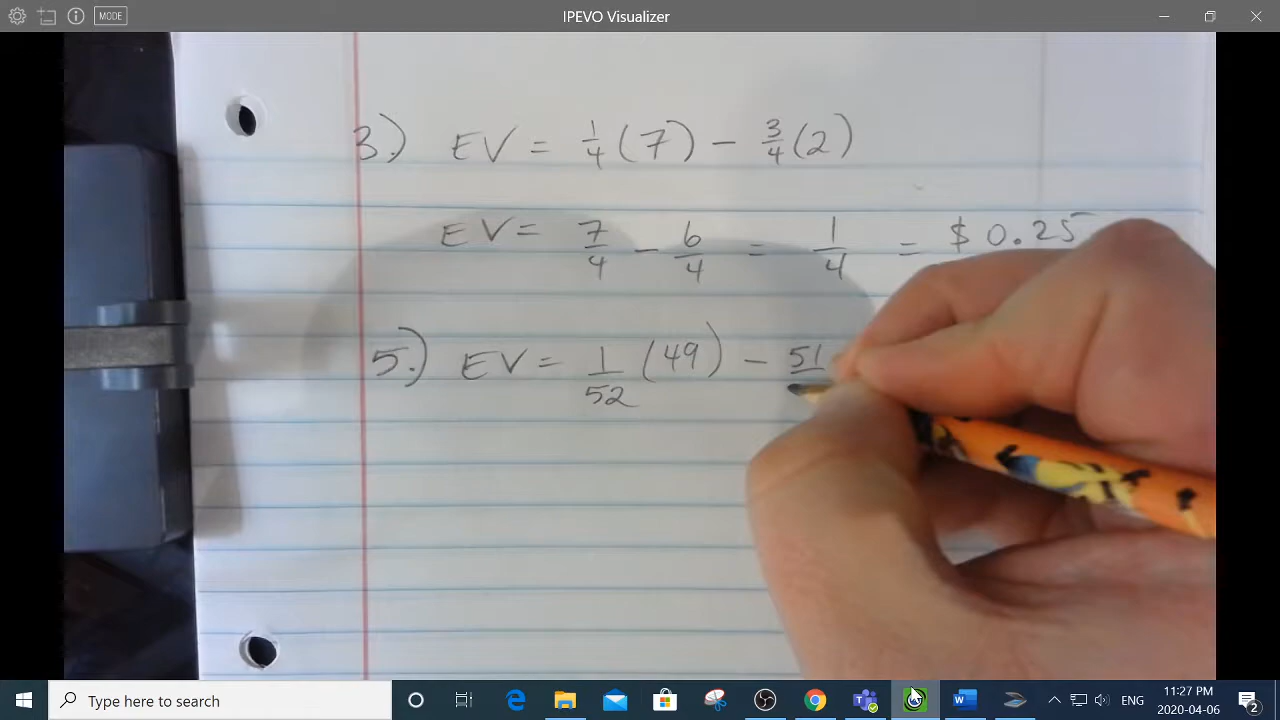 MODE
IPEVO Visualizer
3.) EV = 1/4 (7) - 3/4 (2)
EV = 7/4 - 6/4 = 1/4 = $ 0.25
5.) EV = 1/52 (49) - 51
Type here to search
ENG
11:27 PM
2020-04-06
2